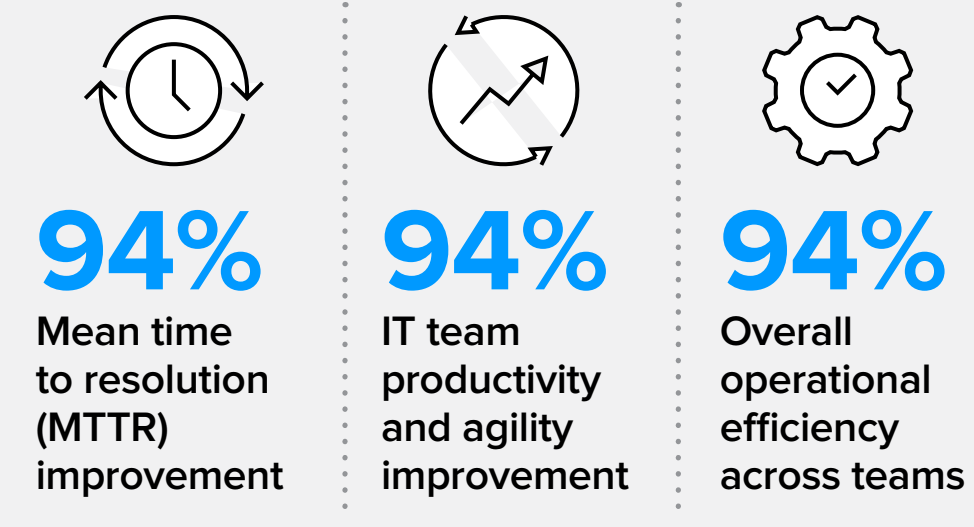 94%
Mean time
to resolution
(MTTR)
improvement
94%
IT team
productivity
and agility
improvement
94%
Overall
operational
efficiency
across teams